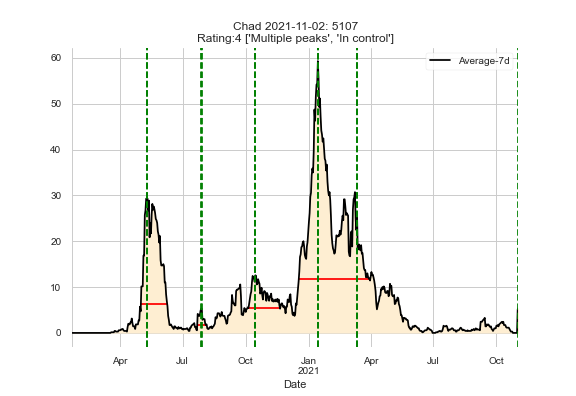 Chad 2021-11-02: 5107
Rating:4 ['Multiple peaks', 'In control']
Average-7d
60
50
40
30
20
10
0
Apr Jul Oct Jan Apr Jul Oct
2021
Date